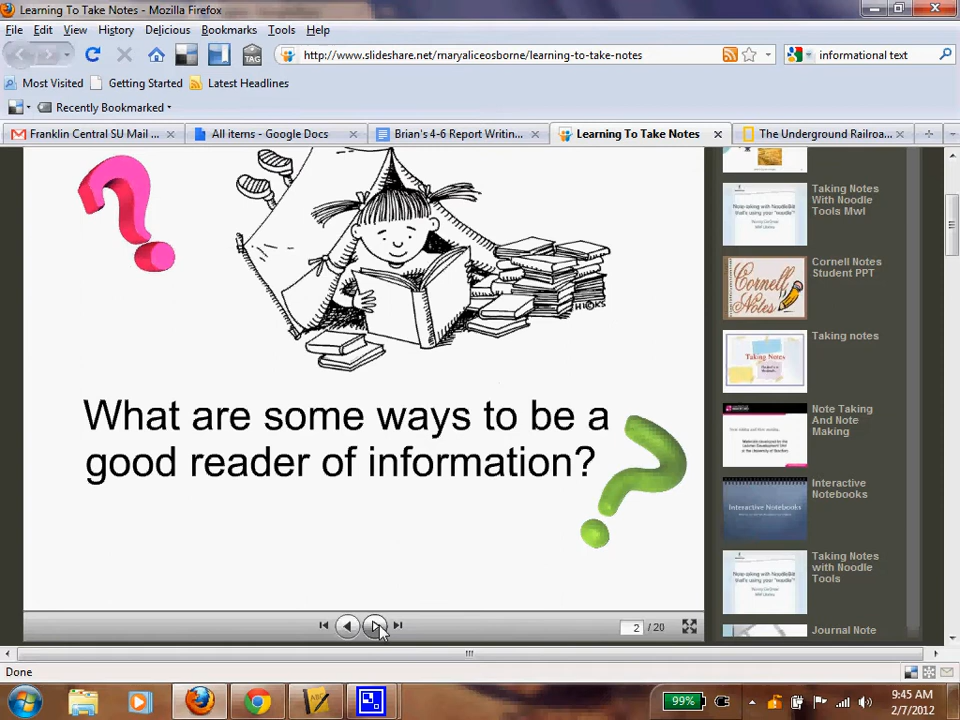 Learning To Take Notes - Mozilla Firefox
File Edit View History Delicious Bookmarks Tools Help
TAG
http://www.slideshare.net/maryaliceosborne/learning-to-take-notes
informational text
Most Visited Getting Started Latest Headlines
Recently Bookmarked
Franklin Central SU Mail ...
All items - Google Docs
Brian's 4-6 Report Writin...
Learning To Take Notes
The Underground Railroa...
HICKS
What are some ways to be a
good reader of information?
Taking Notes
With Noodle
Tools Mwl
Cornell Notes
Student PPT
Cornell
Notes
Taking notes
Taking Notes
Note Taking
And Note
Making
Interactive
Notebooks
Interactive Notebooks
Taking Notes
with Noodle
Tools
Journal Note
2 / 20
Done
ABC
99%
9:45 AM
2/7/2012